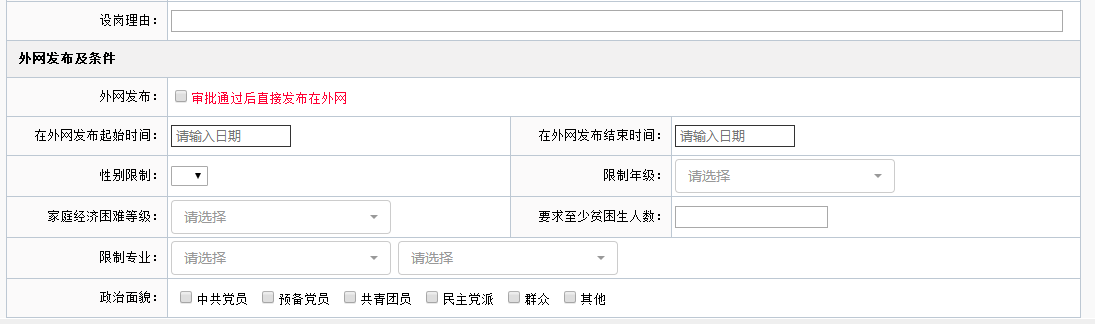 设岗理由：
外网发布及条件
外网发布： 审批通过后直接发布在外网
在外网发布起始时间： 请输入日期 在外网发布结束时间： 请输入日期
性别限制： 限制年级： 请选择
家庭经济困难等级： 请选择 要求至少贫困生人数：
限制专业： 请选择 请选择
政治面貌： 中共党员 预备党员 共青团员 民主党派 群众 其他